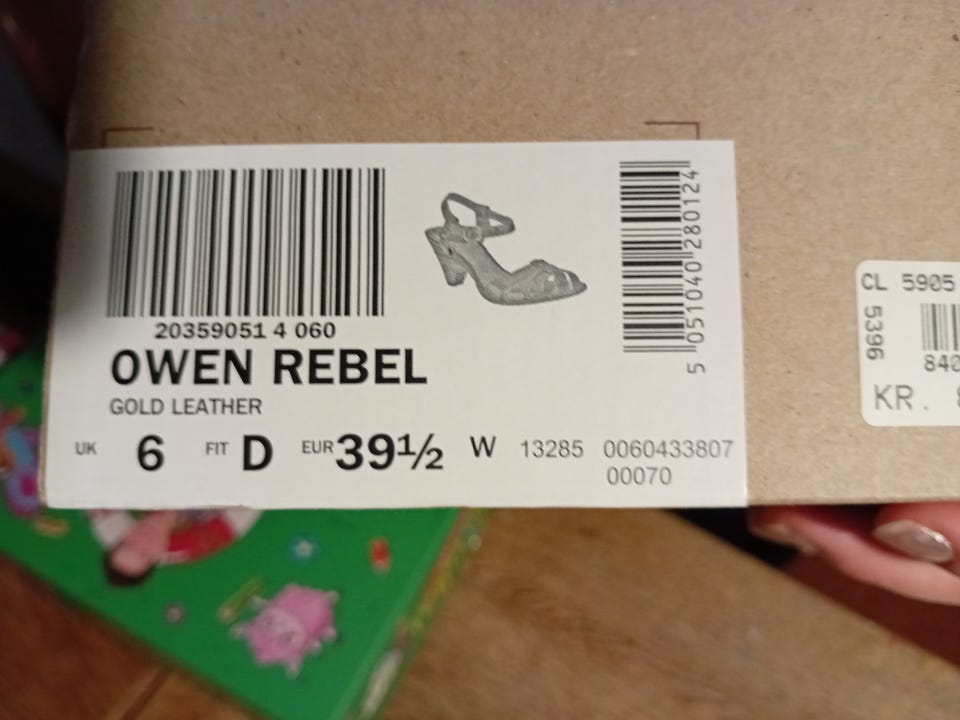 20359051 4 060
5 051040 280124
OWEN REBEL
GOLD LEATHER
UK 6 FIT D EUR 39½ W 13285 0060433807
00070
CL 5905
5396
840
KR.